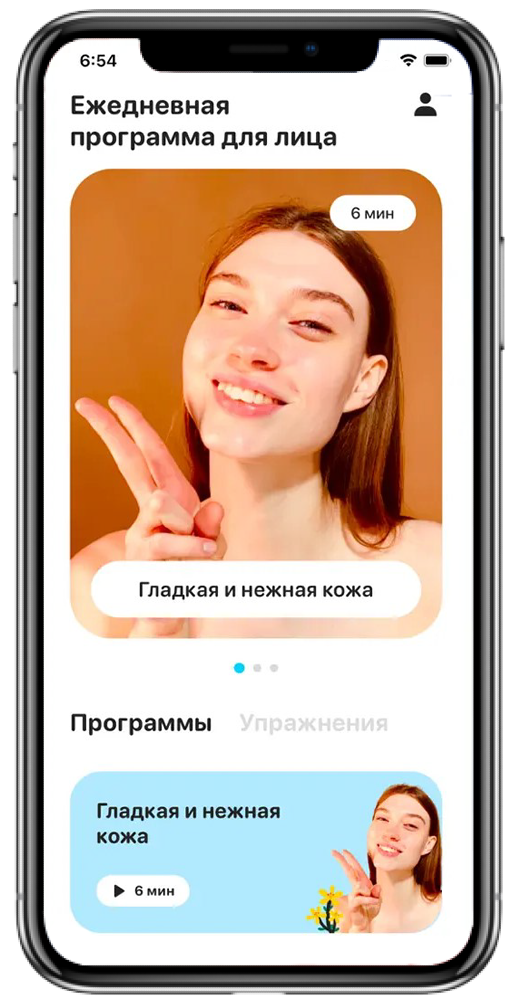 6:54
Ежедневная
программа для лица
6 мин
Гладкая и нежная кожа
Программы
Упражнения
Гладкая и нежная
кожа
6 мин